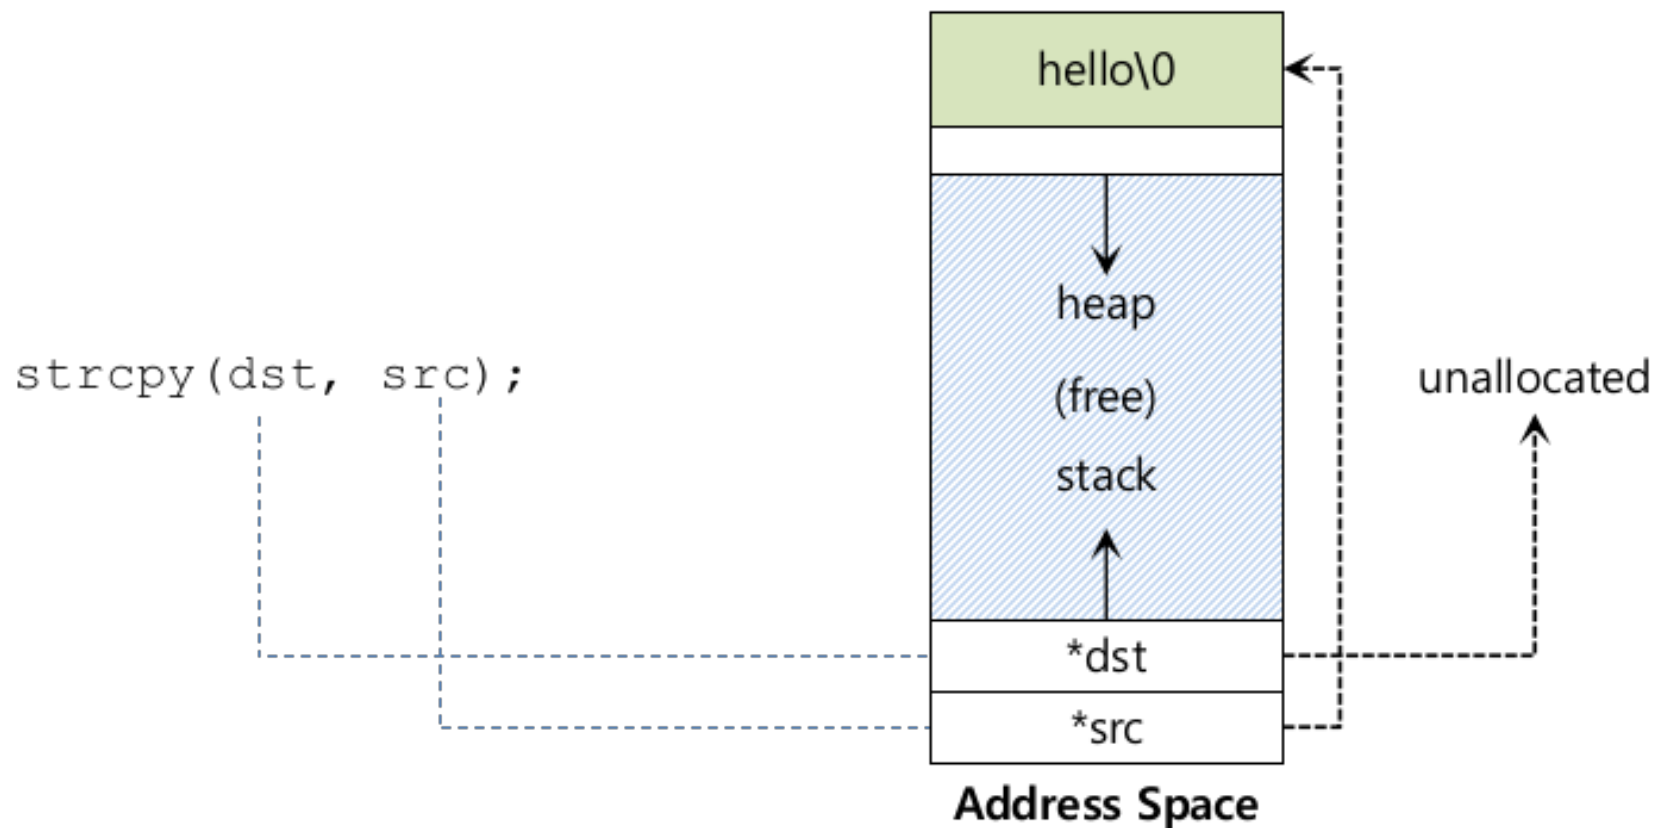 hello\0
heap
strcpy(dst, src);
(free)
unallocated
stack
*dst
*src
Address Space